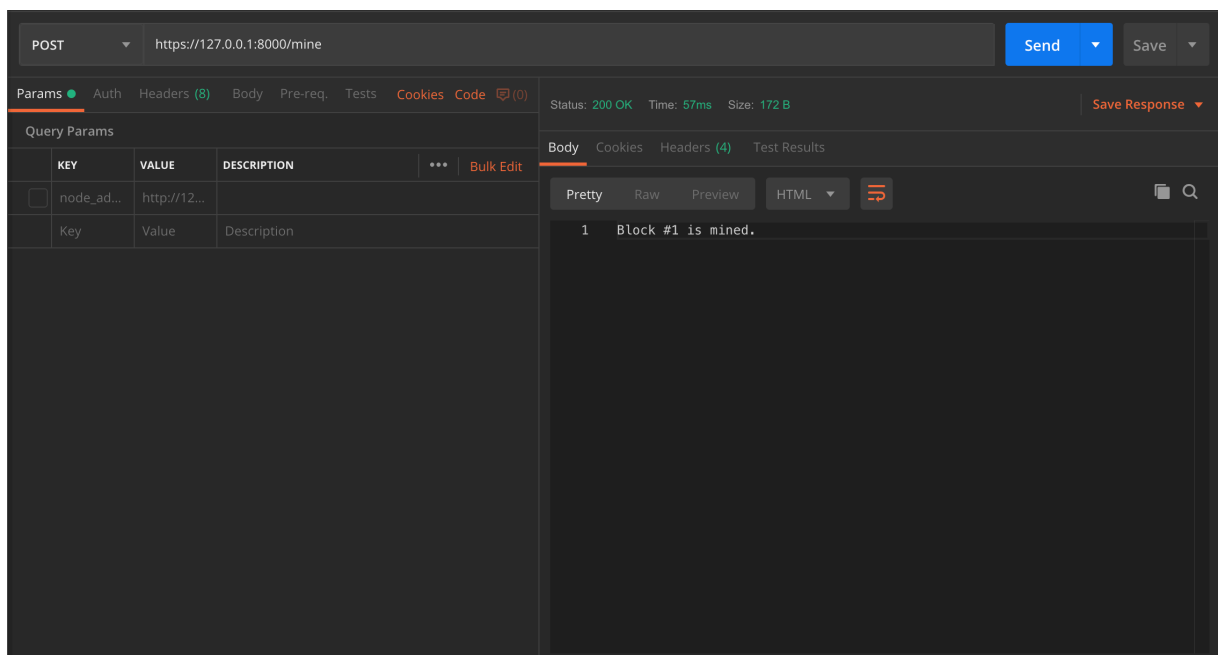 POST https://127.0.0.1:8000/mine Send Save
Params Auth Headers (8) Body Pre-req. Tests Cookies Code (0)
Query Params
KEY VALUE DESCRIPTION ••• Bulk Edit
node_ad... http://12...
Key Value Description
Status: 200 OK Time: 57ms Size: 172 B Save Response
Body Cookies Headers (4) Test Results
Pretty Raw Preview HTML
1 Block #1 is mined.